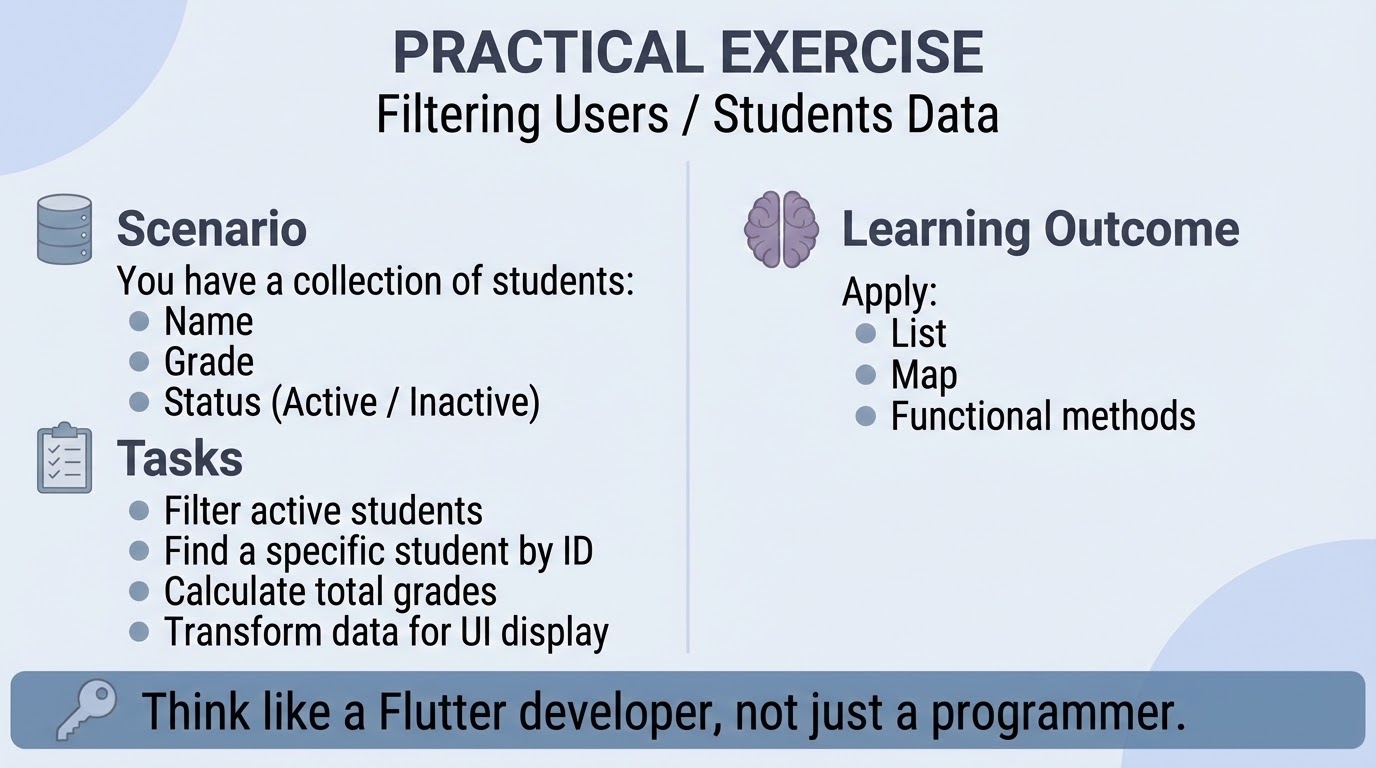 PRACTICAL EXERCISE
Filtering Users / Students Data
Scenario
You have a collection of students:
Name
Grade
Status (Active / Inactive)
Tasks
Filter active students
Find a specific student by ID
Calculate total grades
Transform data for UI display
Learning Outcome
Apply:
List
Map
Functional methods
Think like a Flutter developer, not just a programmer.